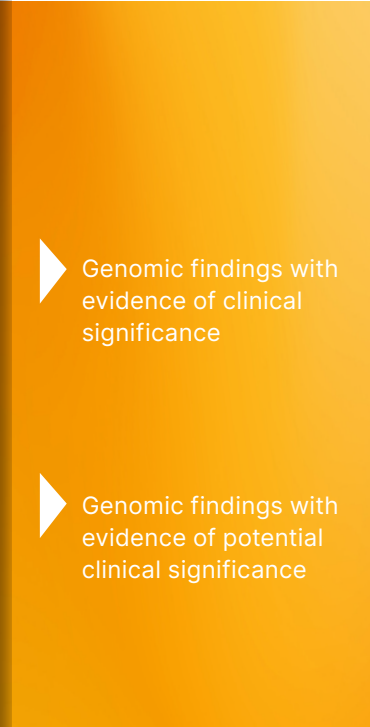 Genomic findings with
evidence of clinical
significance
Genomic findings with
evidence of potential
clinical significance